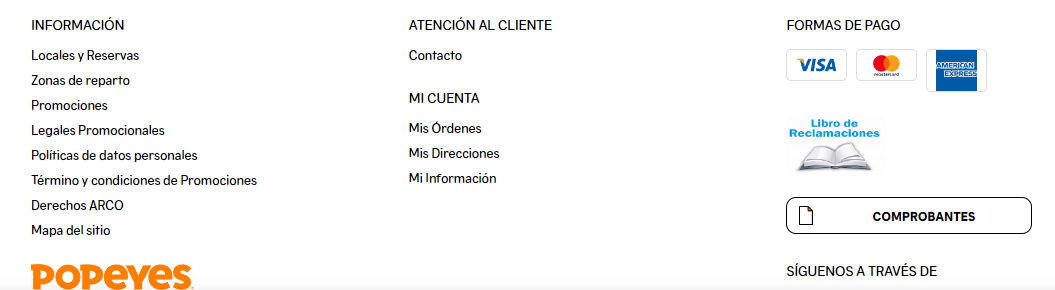 INFORMACIÓN
Locales y Reservas
Zonas de reparto
Promociones
Legales Promocionales
Políticas de datos personales
Término y condiciones de Promociones
Derechos ARCO
Mapa del sitio
POPEYES
ATENCIÓN AL CLIENTE
Contacto
MI CUENTA
Mis Órdenes
Mis Direcciones
Mi Información
FORMAS DE PAGO
VISA
mastercard
AMERICAN
EXPRESS
Libro de
Reclamaciones
COMPROBANTES
SÍGUENOS A TRAVÉS DE